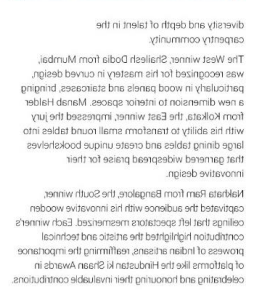 diversity and depth of talent in the
carpentry community.
The West winner, Shailesh Dodia from Mumbai,
was recognized for his mastery in curved design,
particularly in wood panels and staircases, bringing
a new dimension to interior spaces. Manab Halder
from Kolkata, the East winner, impressed the jury
with his ability to transform small round tables into
large dining tables and create unique bookshelves
that garnered widespread praise for their
innovative design.
Nakhata Ram from Bangalore, the South winner,
captivated the audience with his innovative wooden
ceilings that left spectators mesmerized. Each winner's
contribution highlighted the artistic and technical
prowess of Indian artisans, reaffirming the importance
of platforms like the Hindustan ki Shaan Awards in
celebrating and honouring their invaluable contributions.